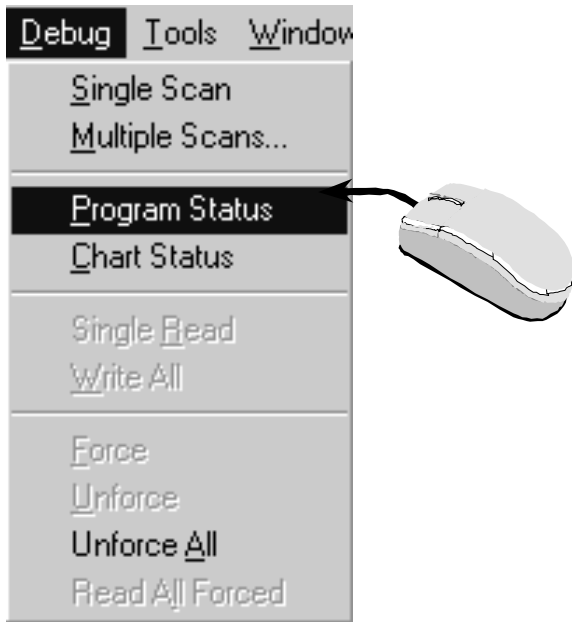 Debug Tools Window
Single Scan
Multiple Scans...
Program Status
Chart Status
Single Read
Write All
Force
Unforce
Unforce All
Read All Forced